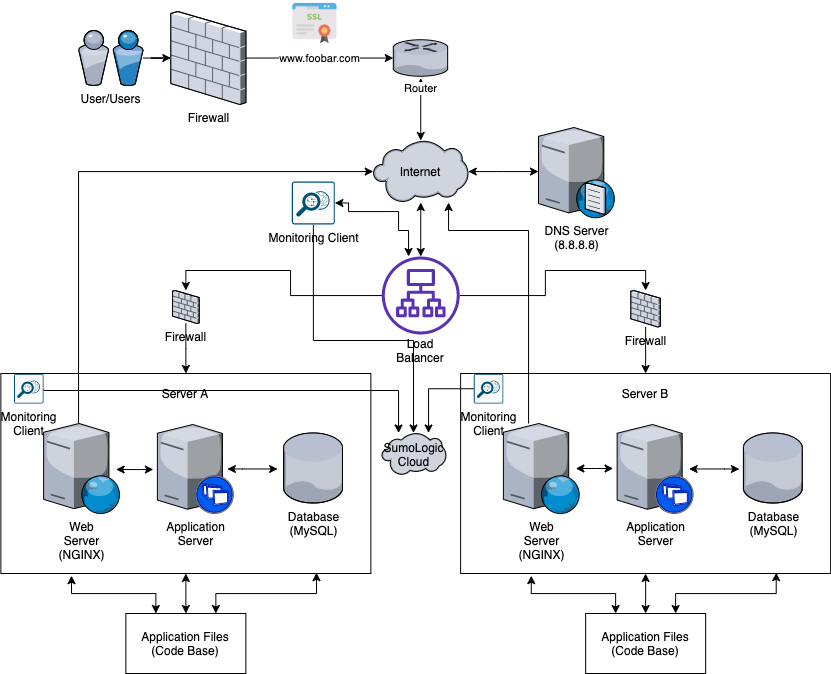 SSL
www.foobar.com
User/Users
Firewall
Router
Internet
DNS Server
(8.8.8.8)
Monitoring Client
Load
Balancer
Firewall
Firewall
Server A
Server B
Monitoring
Client
Monitoring
Client
SumoLogic
Cloud
Web
Server
(NGINX)
Application
Server
Database
(MySQL)
Web
Server
(NGINX)
Application
Server
Database
(MySQL)
Application Files
(Code Base)
Application Files
(Code Base)